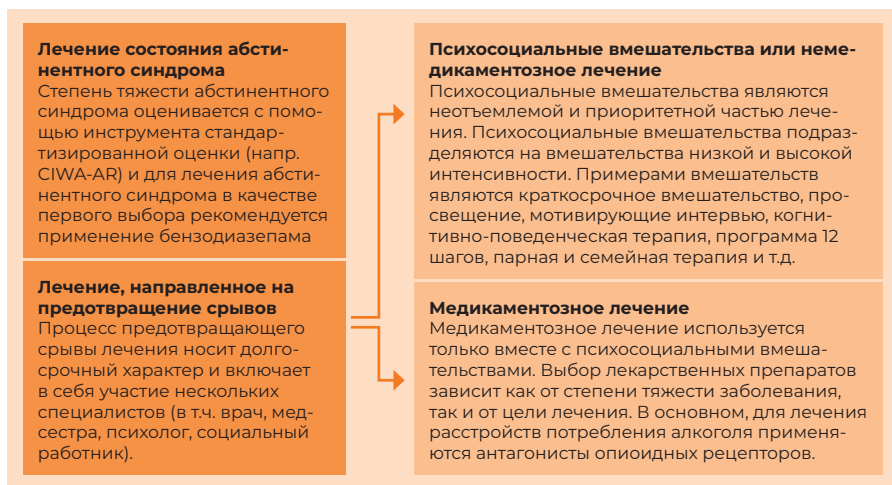 Лечение состояния абсти-
нентного синдрома
Степень тяжести абстинентного
синдрома оценивается с помо-
щью инструмента стандар-
тизированной оценки (напр.
CIWA-AR) и для лечения абсти-
нентного синдрома в качестве
первого выбора рекомендуется
применение бензодиазепама
Лечение, направленное на
предотвращение срывов
Процесс предотвращающего
срывы лечения носит долго-
срочный характер и включает
в себя участие нескольких
специалистов (в т.ч. врач, мед-
сестра, психолог, социальный
работник).
Психосоциальные вмешательства или неме-
дикаментозное лечение
Психосоциальные вмешательства являются
неотъемлемой и приоритетной частью лече-
ния. Психосоциальные вмешательства подраз-
деляются на вмешательства низкой и высокой
интенсивности. Примерами вмешательств
являются краткосрочное вмешательство, про-
свещение, мотивирующие интервью, когни-
тивно-поведенческая терапия, программа 12
шагов, парная и семейная терапия и т.д.
Медикаментозное лечение
Медикаментозное лечение используется
только вместе с психосоциальными вмеша-
тельствами. Выбор лекарственных препаратов
зависит как от степени тяжести заболевания,
так и от цели лечения. В основном, для лечения
расстройств потребления алкоголя применя-
ются антагонисты опиоидных рецепторов.